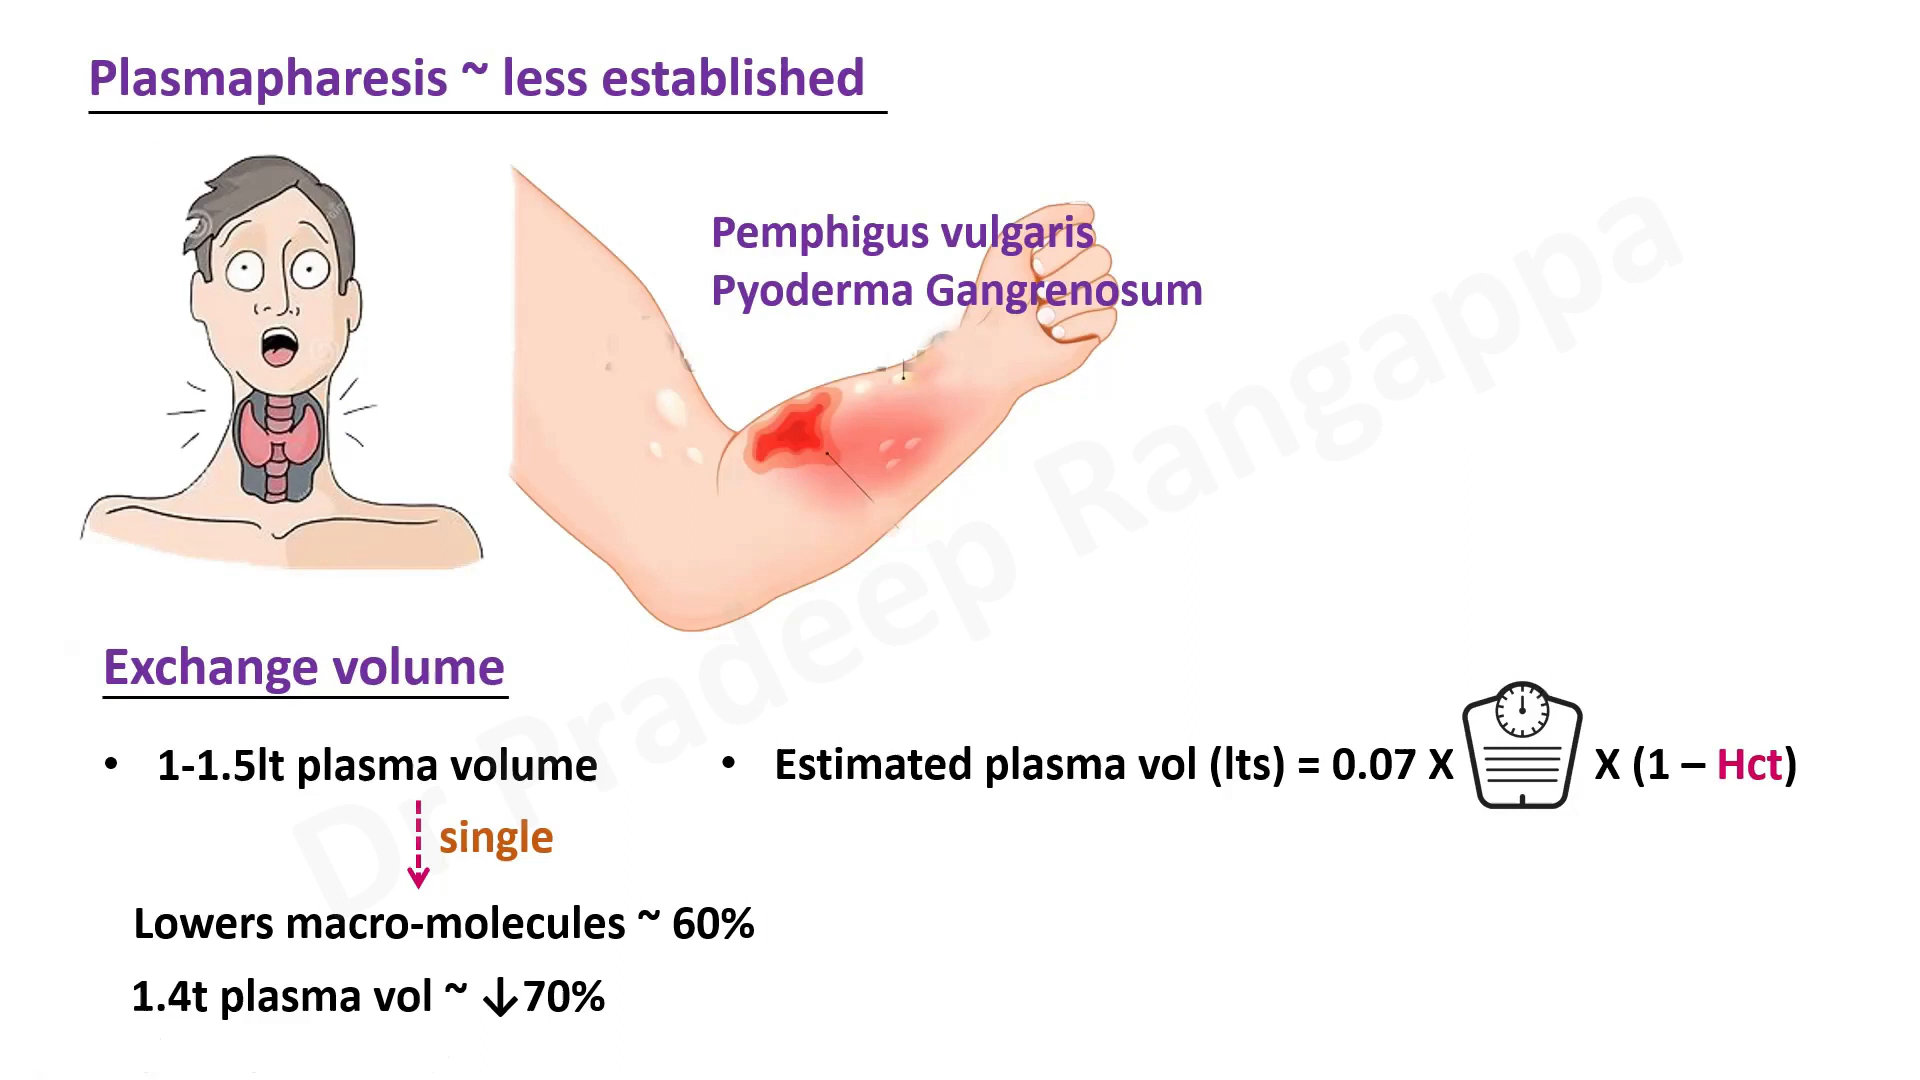 Plasmapharesis ~ less established
Pemphigus vulgaris
Pyoderma Gangrenosum
Exchange volume
• 1-1.5lt plasma volume
single
Lowers macro-molecules ~ 60%
1.4t plasma vol ~ ↓70%
• Estimated plasma vol (lts) = 0.07 X X (1 – Hct)
Dr Pradeep Rangappa